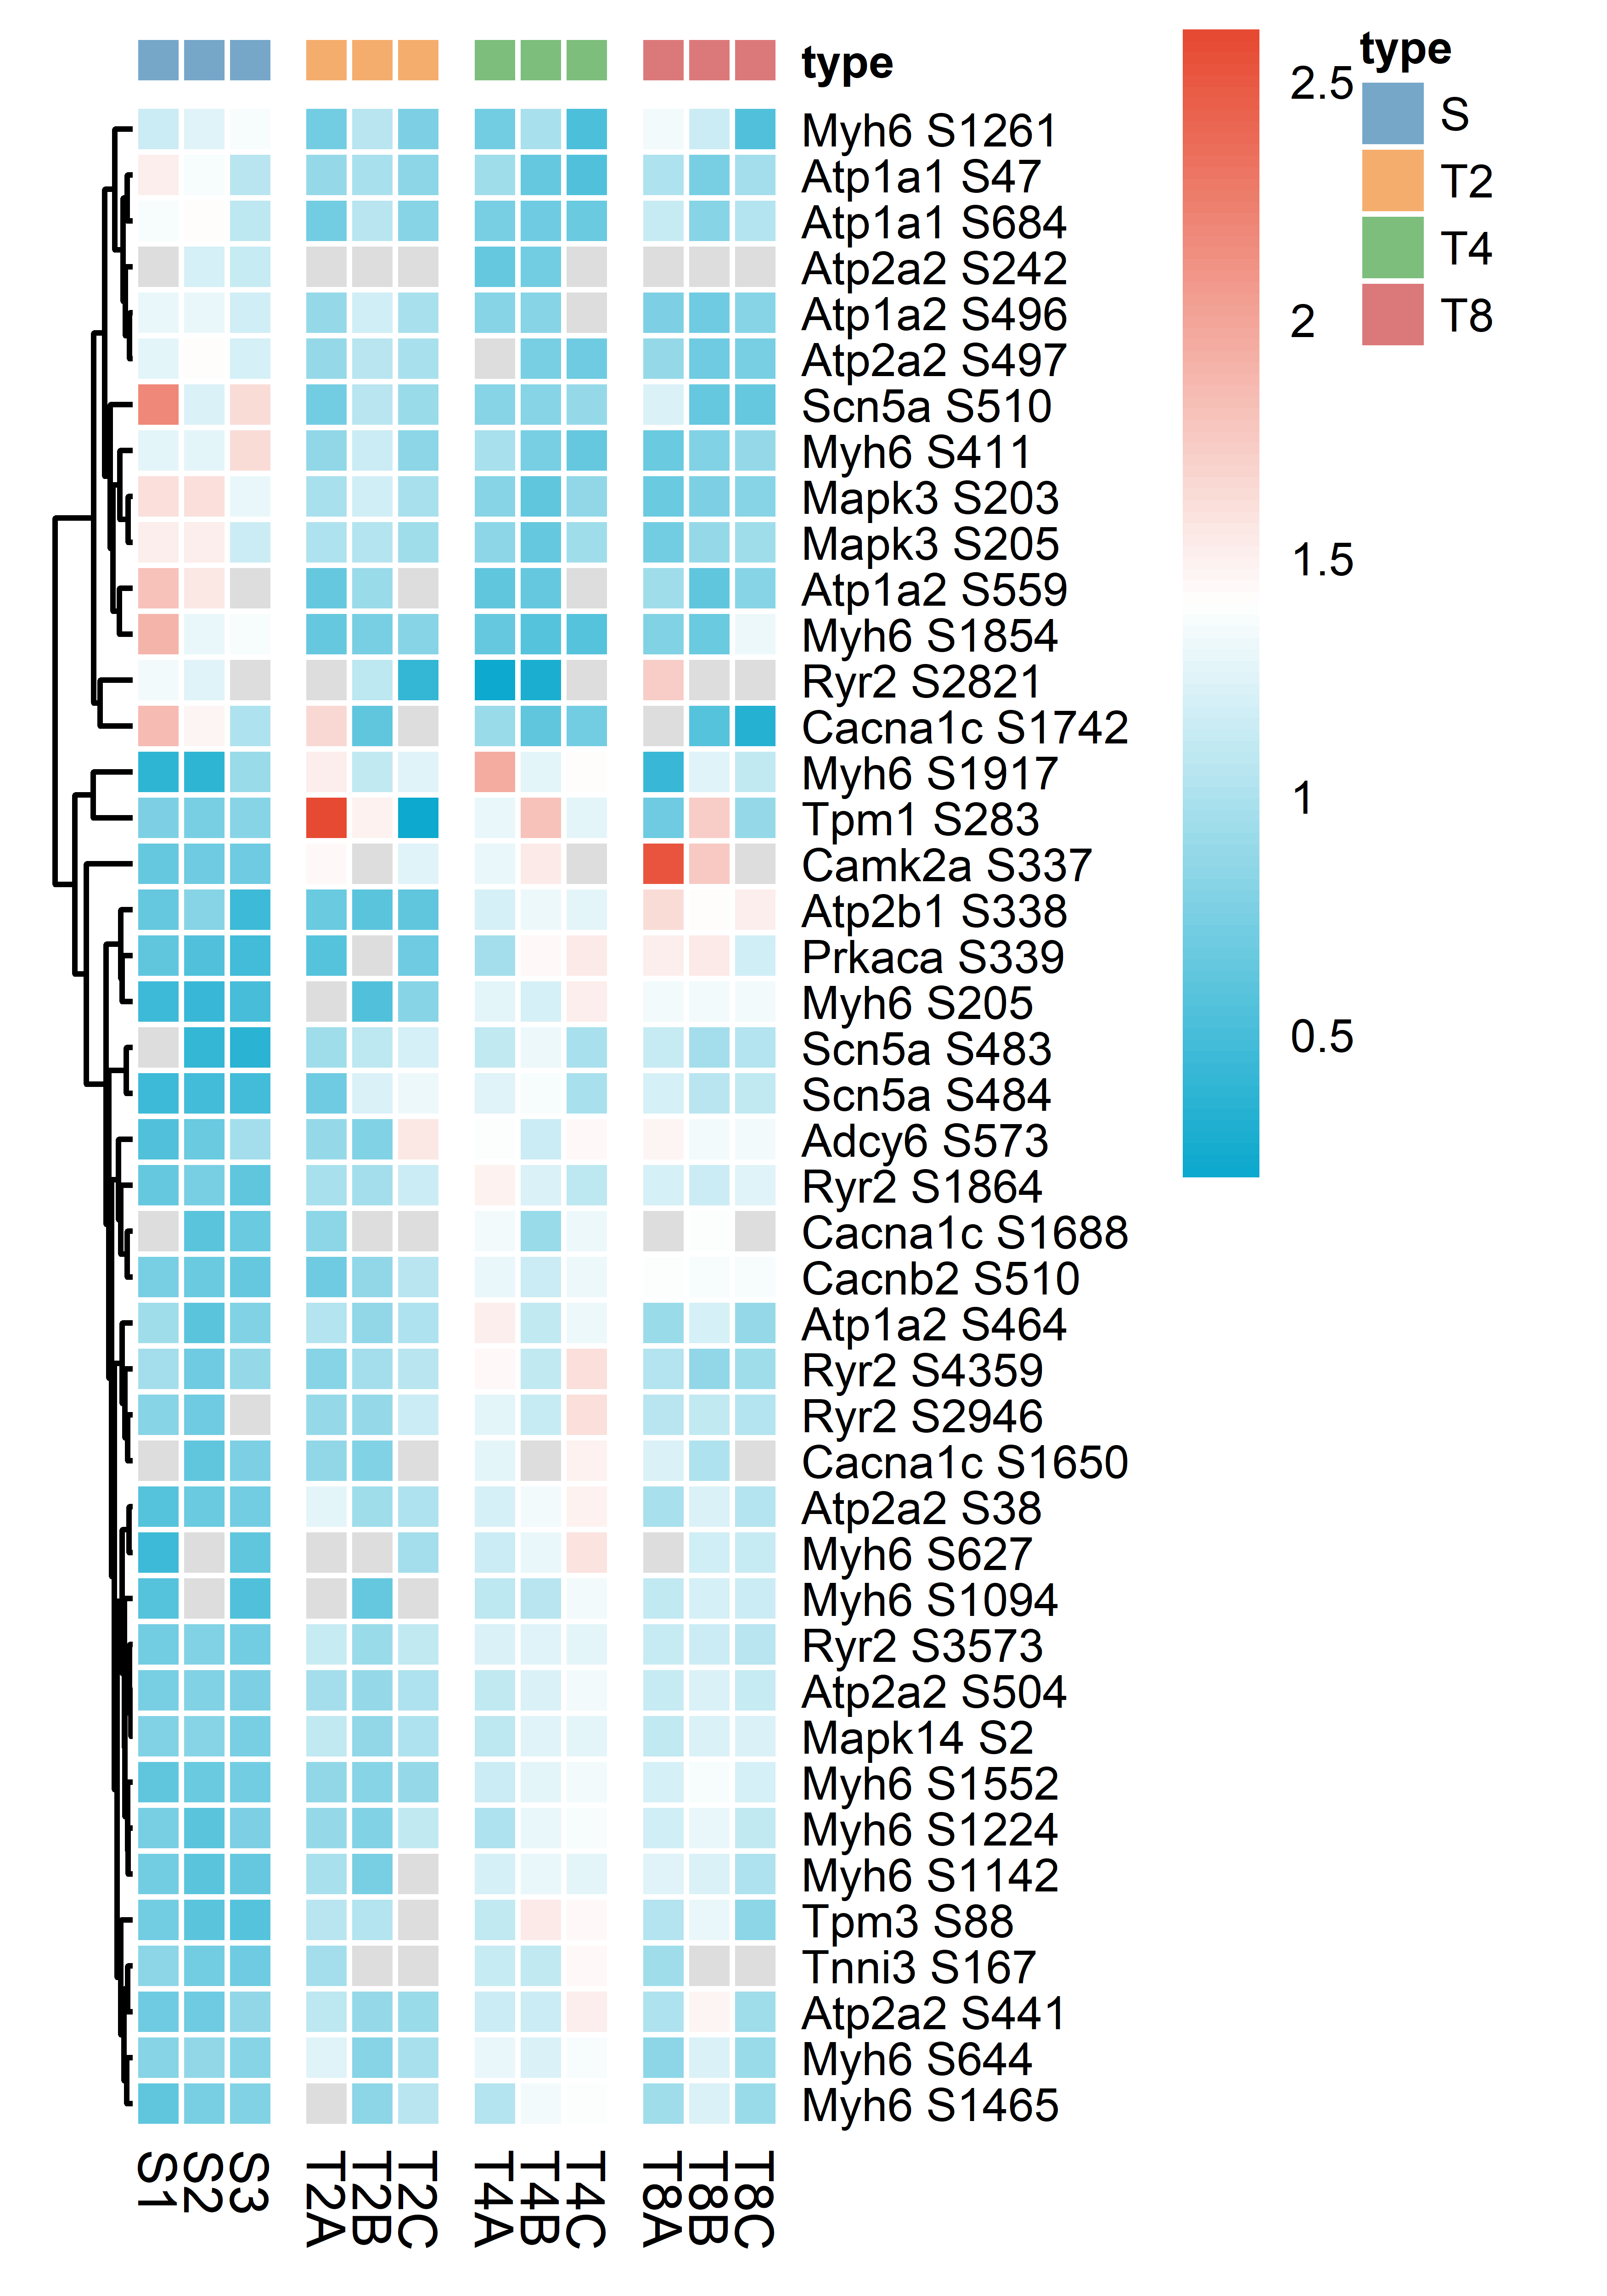 type
Myh6 S1261
Atp1a1 S47
Atp1a1 S684
Atp2a2 S242
Atp1a2 S496
Atp2a2 S497
Scn5a S510
Myh6 S411
Mapk3 S203
Mapk3 S205
Atp1a2 S559
Myh6 S1854
Ryr2 S2821
Cacna1c S1742
Myh6 S1917
Tpm1 S283
Camk2a S337
Atp2b1 S338
Prkaca S339
Myh6 S205
Scn5a S483
Scn5a S484
Adcy6 S573
Ryr2 S1864
Cacna1c S1688
Cacnb2 S510
Atp1a2 S464
Ryr2 S4359
Ryr2 S2946
Cacna1c S1650
Atp2a2 S38
Myh6 S627
Myh6 S1094
Ryr2 S3573
Atp2a2 S504
Mapk14 S2
Myh6 S1552
Myh6 S1224
Myh6 S1142
Tpm3 S88
Tnni3 S167
Atp2a2 S441
Myh6 S644
Myh6 S1465
S1
S2
S3
T2A
T2B
T2C
T4A
T4B
T4C
T8A
T8B
T8C
2.5
2
1.5
1
0.5
type
S
T2
T4
T8